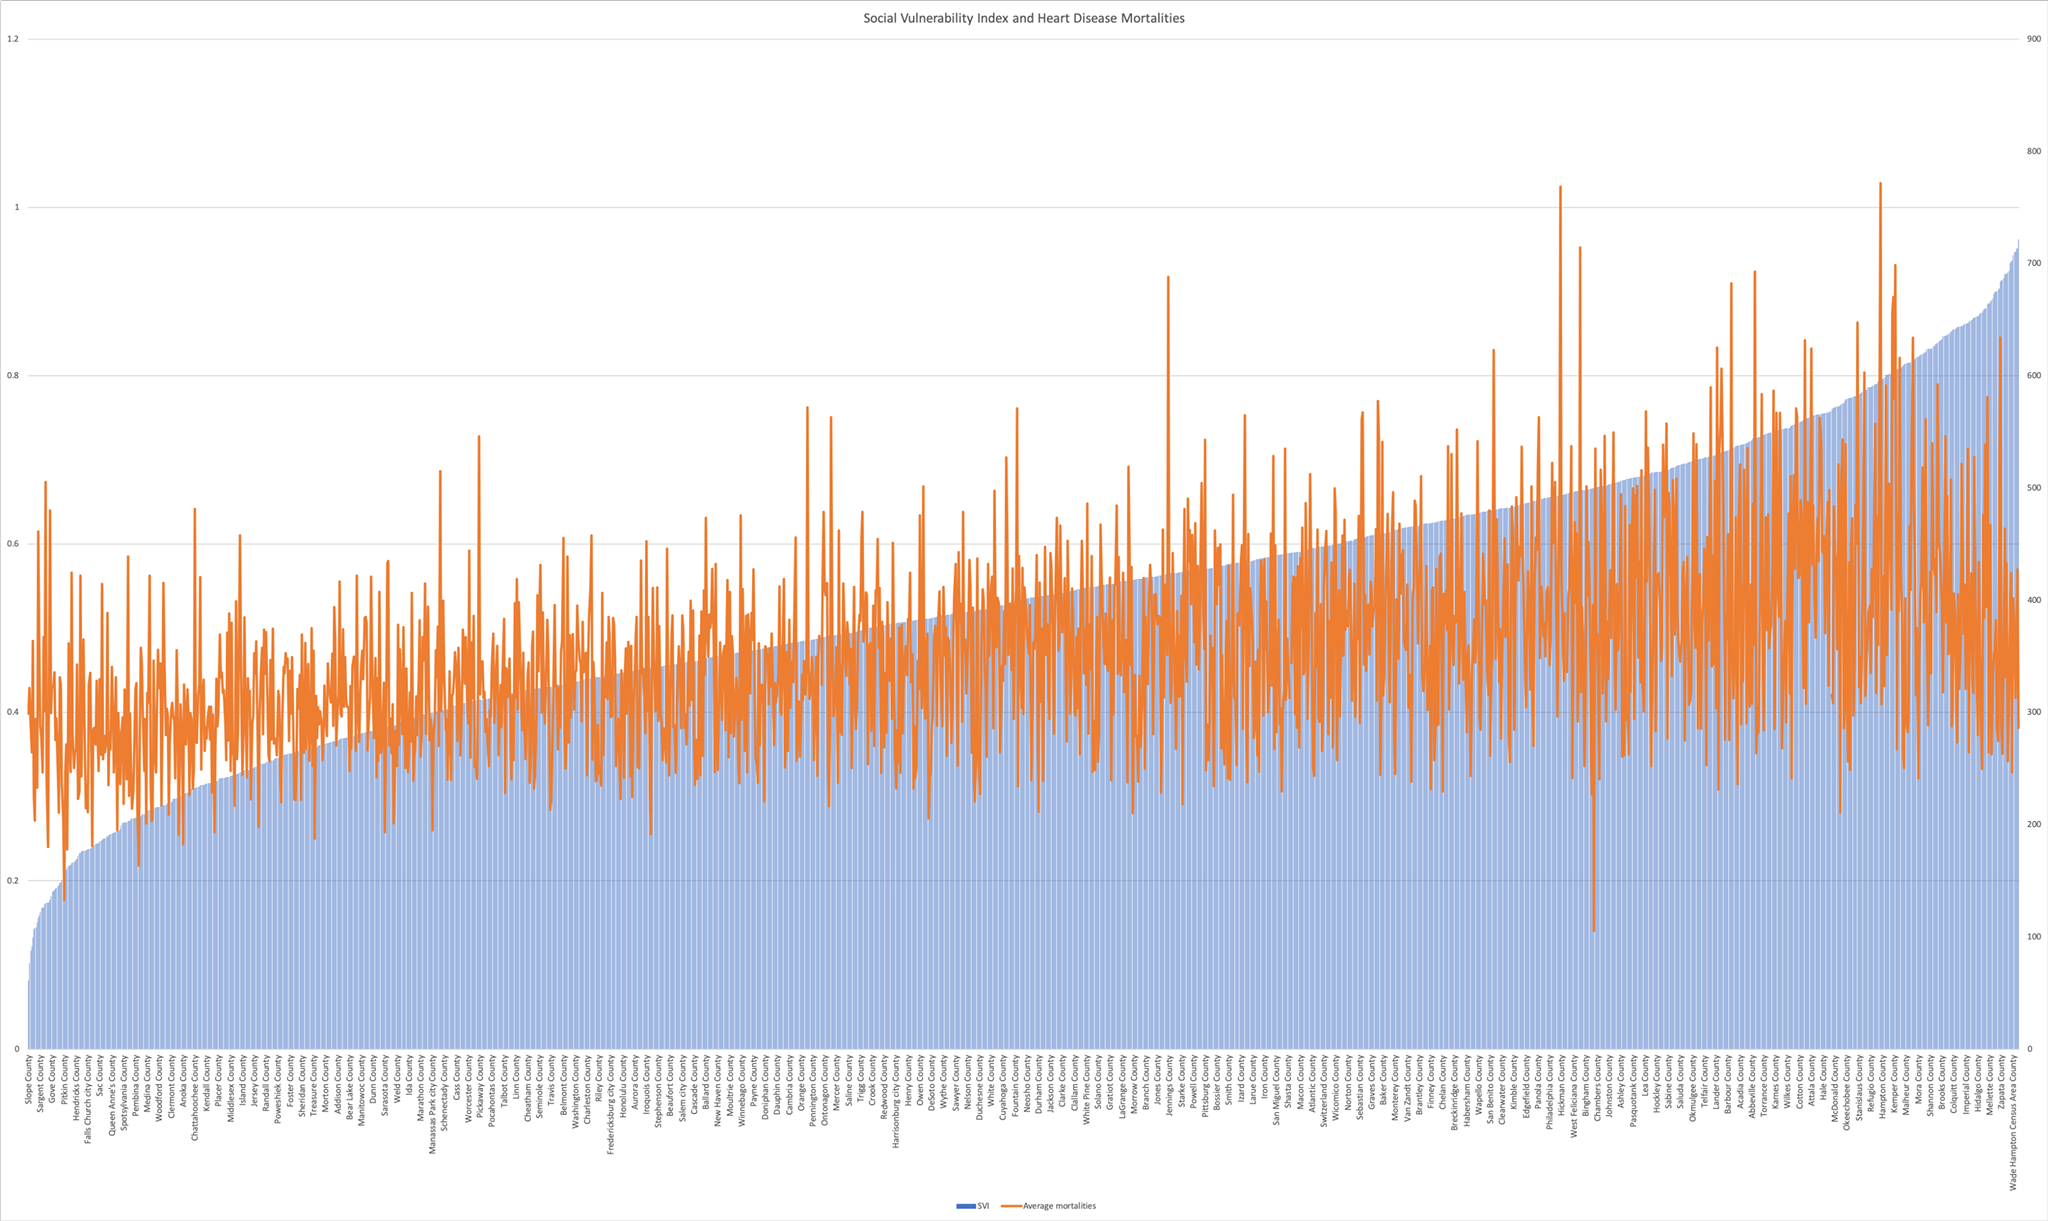 Social Vulnerability Index and Heart Disease Mortalities
1.2
1
0.8
0.6
0.4
0.2
0
900
800
700
600
500
400
300
200
100
0
Slope County
Sargent County
Gove County
Pitkin County
Hendricks County
Falls Church city County
Sac County
Queen Anne's County
Spotsylvania County
Pembina County
Medina County
Woodford County
Clermont County
Anoka County
Chattahoochee County
Kendall County
Placer County
Middlesex County
Island County
Jersey County
Randall County
Poweshiek County
Foster County
Sheridan County
Treasure County
Morton County
Addison County
Bear Lake County
Manitowoc County
Dunn County
Sarasota County
Weld County
Ida County
Marathon County
Manassas Park city County
Schenectady County
Cass County
Worcester County
Pickaway County
Pocahontas County
Talbot County
Linn County
Cheatham County
Seminole County
Travis County
Belmont County
Washington County
Charleston County
Riley County
Fredericksburg city County
Honolulu County
Aurora County
Iroquois County
Stephenson County
Beaufort County
Salem city County
Cascade County
Ballard County
New Haven County
Moultrie County
Winnebago County
Payne County
Doniphan County
Dauphin County
Cambria County
Orange County
Pennington County
Ontonagon County
Mercer County
Saline County
Trigg County
Crook County
Redwood County
Harrisonburg city County
Henry County
Owen County
DeSoto County
Wythe County
Sawyer County
Newton County
Duchesne County
White County
Cuyahoga County
Fountain County
Neosho County
Durham County
Jackson County
Clarke County
Clallam County
White Pine County
Solano County
Gratiot County
LaGrange County
Monroe County
Branch County
Jones County
Jennings County
Starke County
Powell County
Pittsburg County
Bossier County
Smith County
Izard County
Larue County
Iron County
San Miguel County
Shasta County
Macon County
Atlantic County
Switzerland County
Wicomico County
Norton County
Sebastian County
Graves County
Baker County
Monterey County
Van Zandt County
Brantley County
Finney County
Chelan County
Breckinridge County
Habersham County
Wapello County
San Benito County
Clearwater County
Kimble County
Edgefield County
Panola County
Philadelphia County
Hickman County
West Feliciana County
Bingham County
Chambers County
Johnston County
Ashley County
Pasquotank County
Lea County
Hockley County
Sabine County
Saluda County
Okmulgee County
Telfair County
Lander County
Barbour County
Acadia County
Abbeville County
Torrance County
Karnes County
Wilkes County
Cotton County
Attala County
Hale County
McDonald County
Okeechobee County
Stanislaus County
Refugio County
Hampton County
Kemper County
Malheur County
Mora County
Shannon County
Brooks County
Colquitt County
Imperial County
Hidalgo County
Mellette County
Zapata County
Wade Hampton Census Area County
SVI
Average mortalities